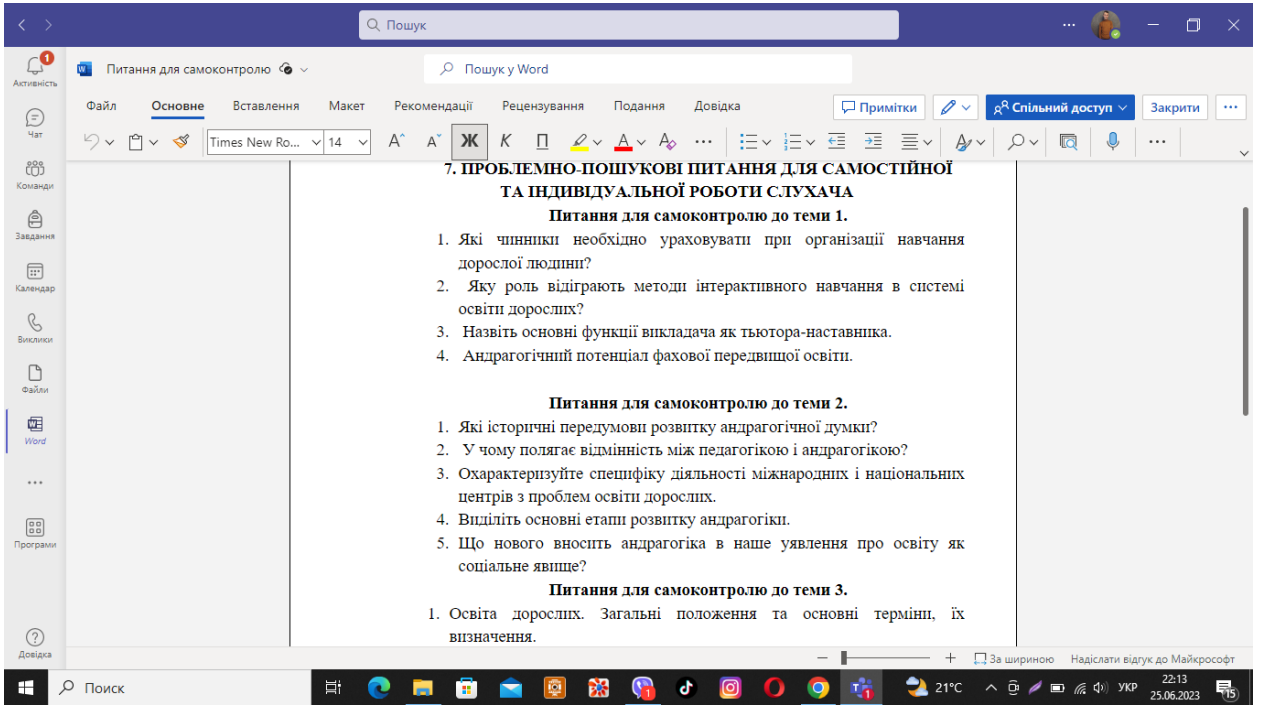 Пошук
1
Активність
Питання для самоконтролю
Пошук у Word
Файл Основне Вставлення Макет Рекомендації Рецензування Подання Довідка Примітки Спільний доступ Закрити
Чат
Times New Ro... 14 Ж К П
Команди
Завдання
Календар
Виклики
Файли
Word
Програми
Довідка
7. ПРОБЛЕМНО-ПОШУКОВІ ПИТАННЯ ДЛЯ САМОСТІЙНОЇ
ТА ІНДИВІДУАЛЬНОЇ РОБОТИ СЛУХАЧА
Питання для самоконтролю до теми 1.
1. Які чинники необхідно ураховувати при організації навчання
дорослої людини?
2. Яку роль відіграють методи інтерактивного навчання в системі
освіти дорослих?
3. Назвіть основні функції викладача як тьютора-наставника.
4. Андрагогічний потенціал фахової передвищої освіти.
Питання для самоконтролю до теми 2.
1. Які історичні передумови розвитку андрагогічної думки?
2. У чому полягає відмінність між педагогікою і андрагогікою?
3. Охарактеризуйте специфіку діяльності міжнародних і національних
центрів з проблем освіти дорослих.
4. Виділіть основні етапи розвитку андрагогіки.
5. Що нового вносить андрагогіка в наше уявлення про освіту як
соціальне явище?
Питання для самоконтролю до теми 3.
1. Освіта дорослих. Загальні положення та основні терміни, їх
визначення.
За шириною Надіслати відгук до Майкрософт
Поиск
21°C
УКР
22:13
25.06.2023
15